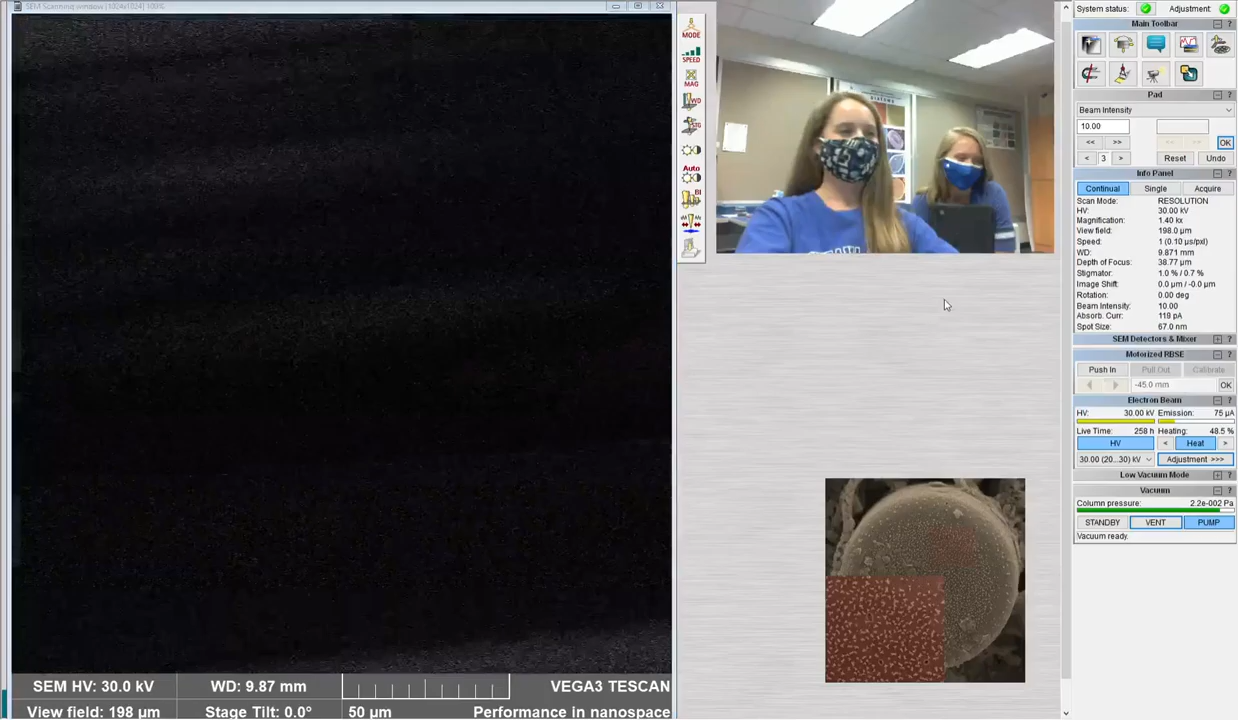 SEM Scanning window [1024x1024] 100%
MODE
SPEED
MAG
WD
STG
Auto
BI
DIATOMS
System status:
Adjustment:
Main Toolbar
Pad
Beam Intensity
10.00
<< >> OK
< 3 > Reset Undo
Info Panel
Continual Single Acquire
Scan Mode: RESOLUTION
HV: 30.00 kV
Magnification: 1.40 kx
View field: 198.0 µm
Speed: 1 (0.10 µs/pxl)
WD: 9.871 mm
Depth of Focus: 38.77 µm
Stigmator: 1.0 % / 0.7 %
Image Shift: 0.0 µm / -0.0 µm
Rotation: 0.00 deg
Beam Intensity: 10.00
Absorb. Curr: 119 pA
Spot Size: 67.0 nm
SEM Detectors & Mixer
Motorized RBSE
Push In Pull Out Calibrate
-45.0 mm OK
Electron Beam
HV: 30.00 kV Emission: 75 µA
Live Time: 258 h Heating: 48.5 %
HV < Heat >
30.00 (20...30) kV Adjustment >>>
Low Vacuum Mode
Vacuum
Column pressure: 2.2e-002 Pa
STANDBY VENT PUMP
Vacuum ready.
SEM HV: 30.0 kV WD: 9.87 mm VEGA3 TESCAN
View field: 198 µm Stage Tilt: 0.0° 50 µm Performance in nanospace